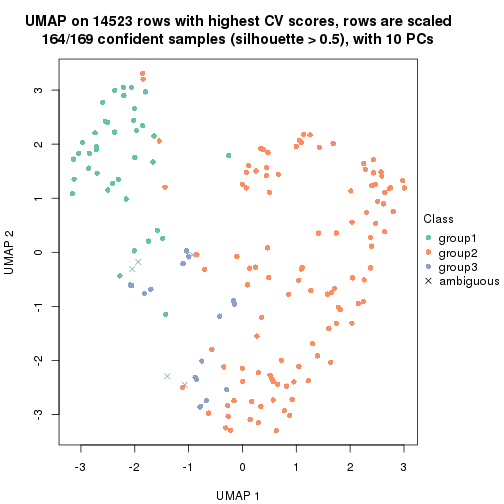 UMAP on 14523 rows with highest CV scores, rows are scaled
164/169 confident samples (silhouette > 0.5), with 10 PCs
3
2
1
0
-1
-2
-3
UMAP 2
-3
-2
-1
0
1
2
3
UMAP 1
Class
group1
group2
group3
ambiguous